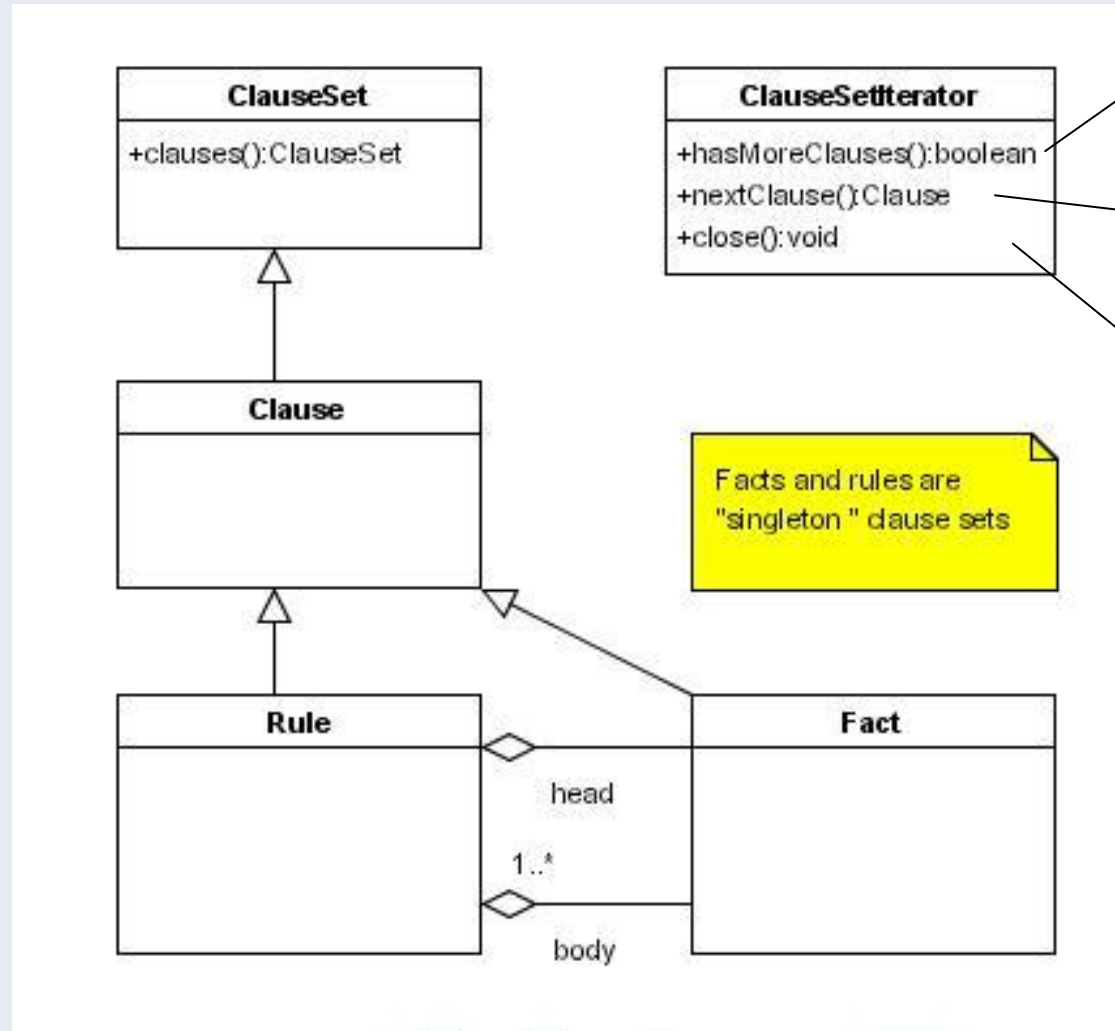 ClauseSet
+clauses():ClauseSet
ClauseSetIterator
+hasMoreClauses():boolean
+nextClause():Clause
+close():void
Clause
Facts and rules are
"singleton " clause sets
Rule
Fact
head
1..*
body